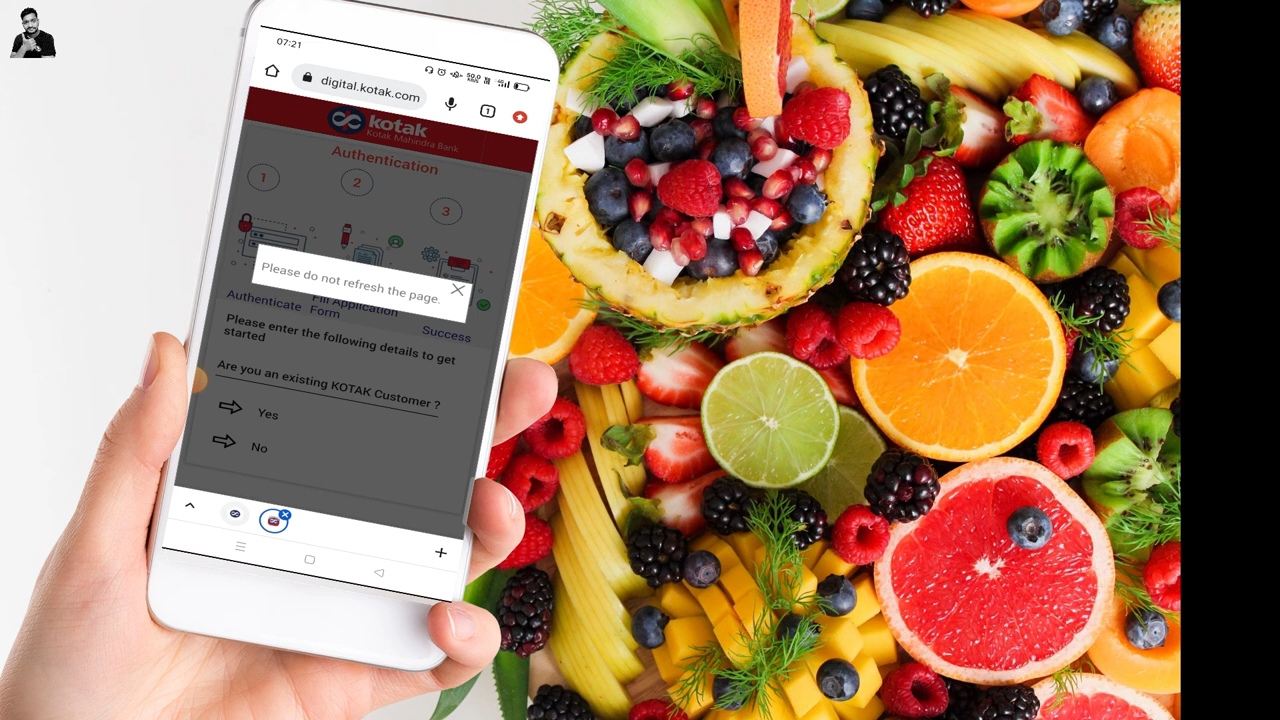 07:21
digital.kotak.com
1
kotak
Kotak Mahindra Bank
Authentication
1
2
3
Please do not refresh the page.
Authenticate
Fill Application
Form
Success
Please enter the following details to get
started
Are you an existing KOTAK Customer ?
Yes
No